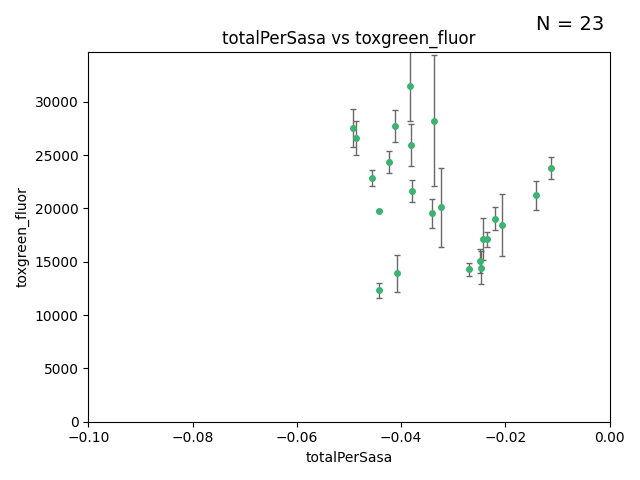 N = 23
totalPerSasa vs toxgreen_fluor
30000
25000
20000
15000
10000
5000
0
toxgreen_fluor
−0.10 −0.08 −0.06 −0.04 −0.02 0.00
totalPerSasa